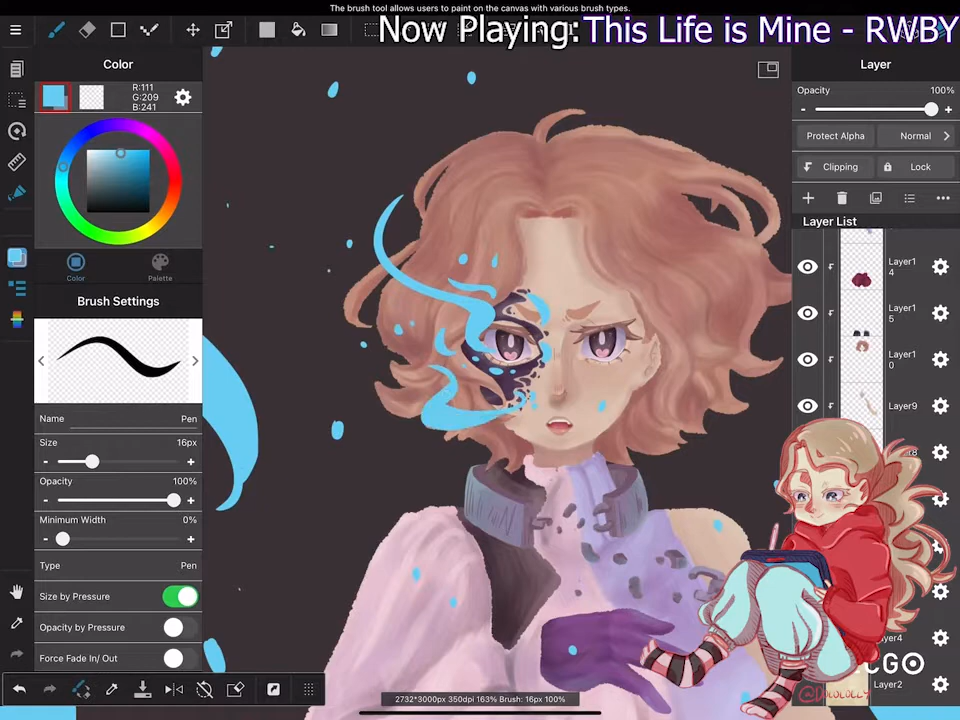 The brush tool allows users to paint on the canvas with various brush types.
Now Playing: This Life is Mine - RWBY
Color
R:111
G:209
B:241
Color
Palette
Brush Settings
Name Pen
Size 16px
Opacity 100%
Minimum Width 0%
Type Pen
Size by Pressure
Opacity by Pressure
Force Fade In/ Out
Layer
Opacity 100%
Protect Alpha
Normal
Clipping
Lock
Layer List
Layer1
4
Layer1
5
Layer1
0
Layer9
Layer2
2732*3000px 350dpi 163% Brush: 16px 100%